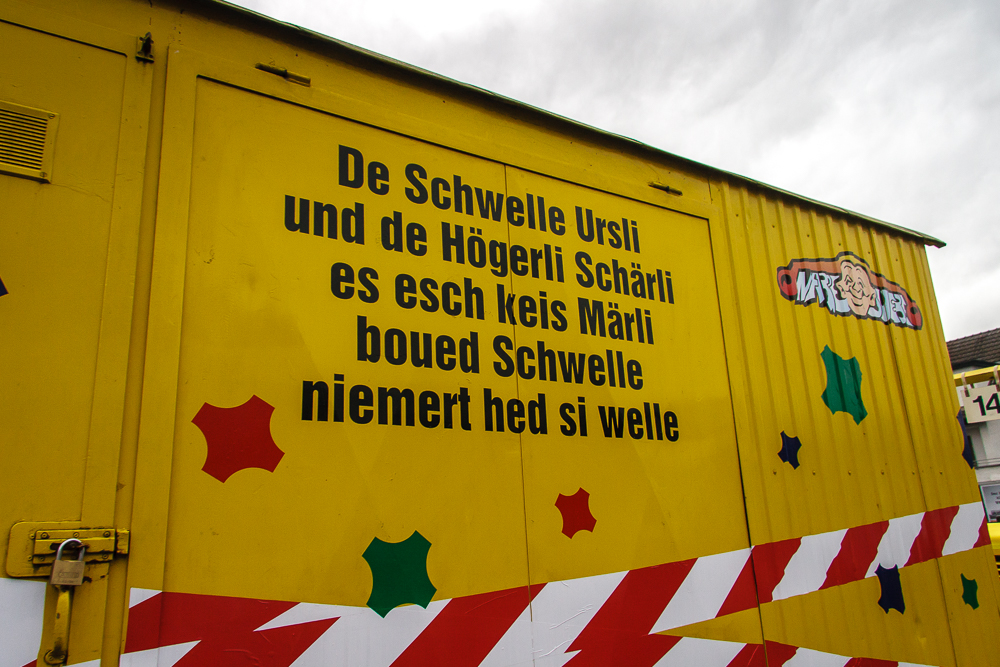 De Schwelle Ursli
und de Högerli Schärli
es esch keis Märli
boued Schwelle
niemert hed si welle
14